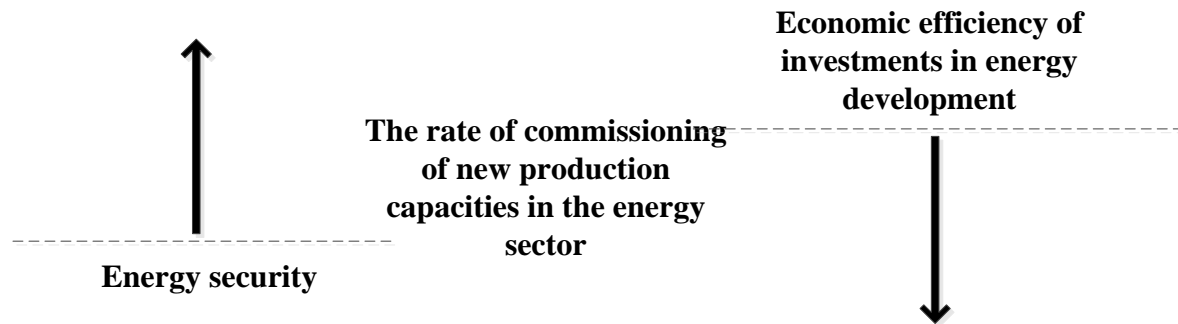 Economic efficiency of
investments in energy
development
The rate of commissioning
of new production
capacities in the energy
sector
Energy security